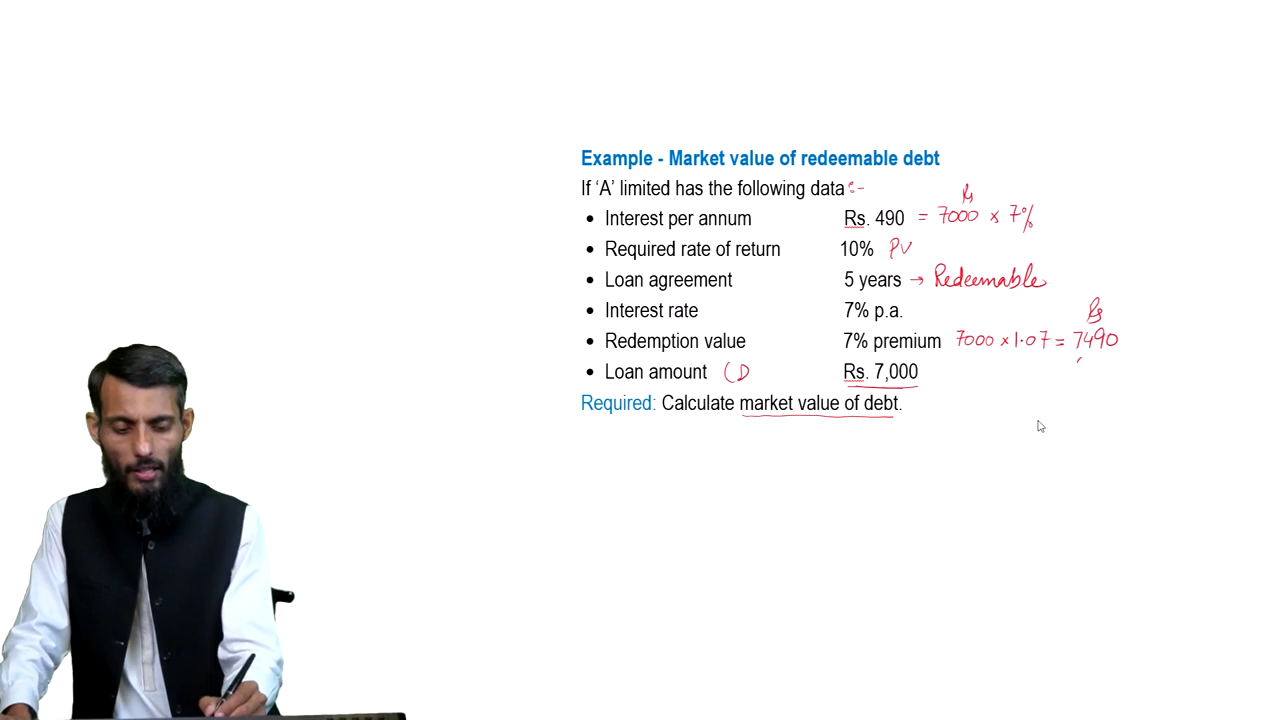 Example - Market value of redeemable debt
If ‘A’ limited has the following data :-
• Interest per annum Rs. 490 = Rs 7000 × 7%
• Required rate of return 10% PV
• Loan agreement 5 years → Redeemable
• Interest rate 7% p.a.
• Redemption value 7% premium 7000 × 1.07 = Rs 7490
• Loan amount Rs. 7,000
Required: Calculate market value of debt.